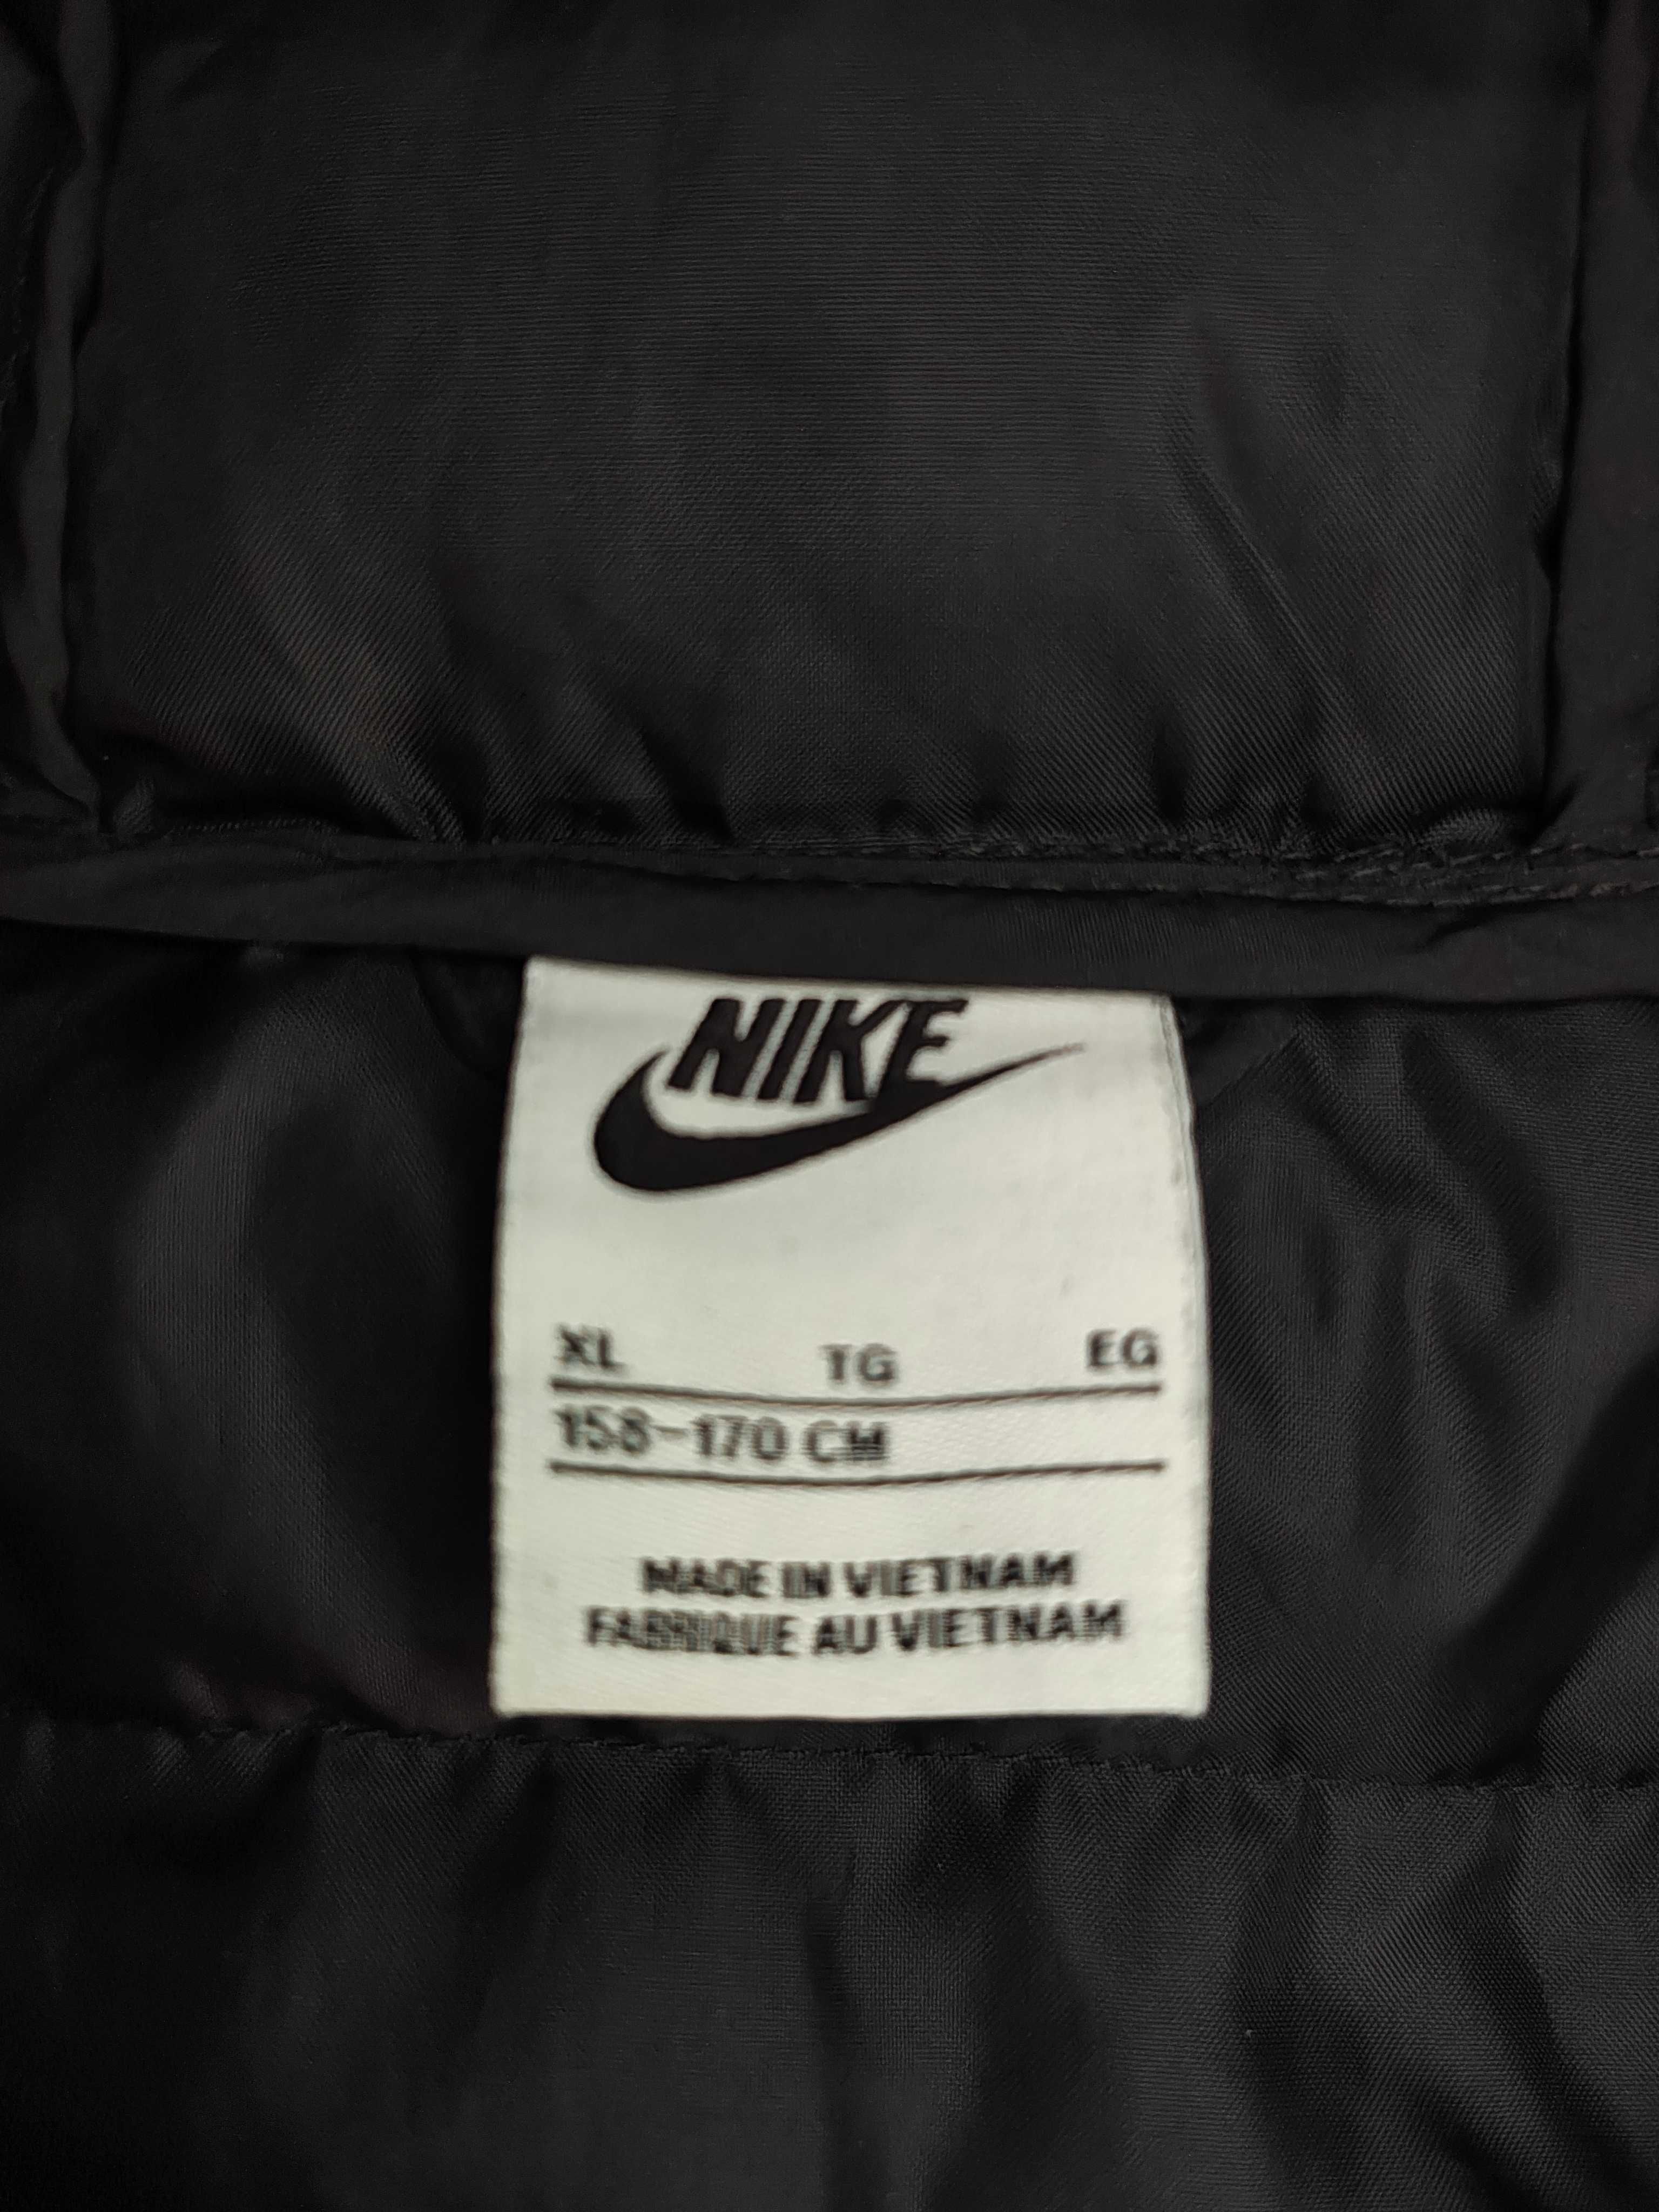 NIKE
XL TG EG
158-170 CM
MADE IN VIETNAM
FABRIQUE AU VIETNAM